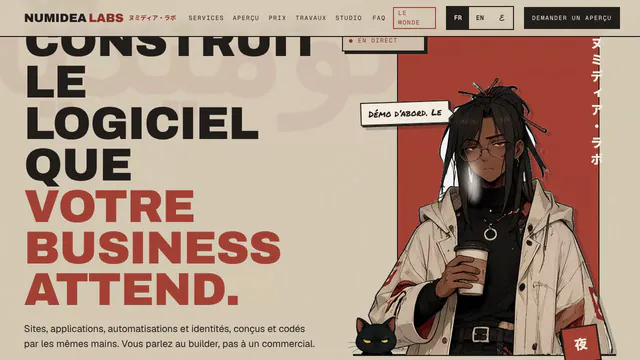 NUMIDEA LABS ヌミディア・ラボ SERVICES APERÇU PRIX TRAVAUX STUDIO FAQ LE MONDE FR EN ع DEMANDER UN APERÇU
EN DIRECT
CONSTRUIT
LE
LOGICIEL
QUE
VOTRE
BUSINESS
ATTEND.
Sites, applications, automatisations et identités, conçus et codés
par les mêmes mains. Vous parlez au builder, pas à un commercial.
DÉMO D'ABORD. LE
ヌミディア・ラボ
夜